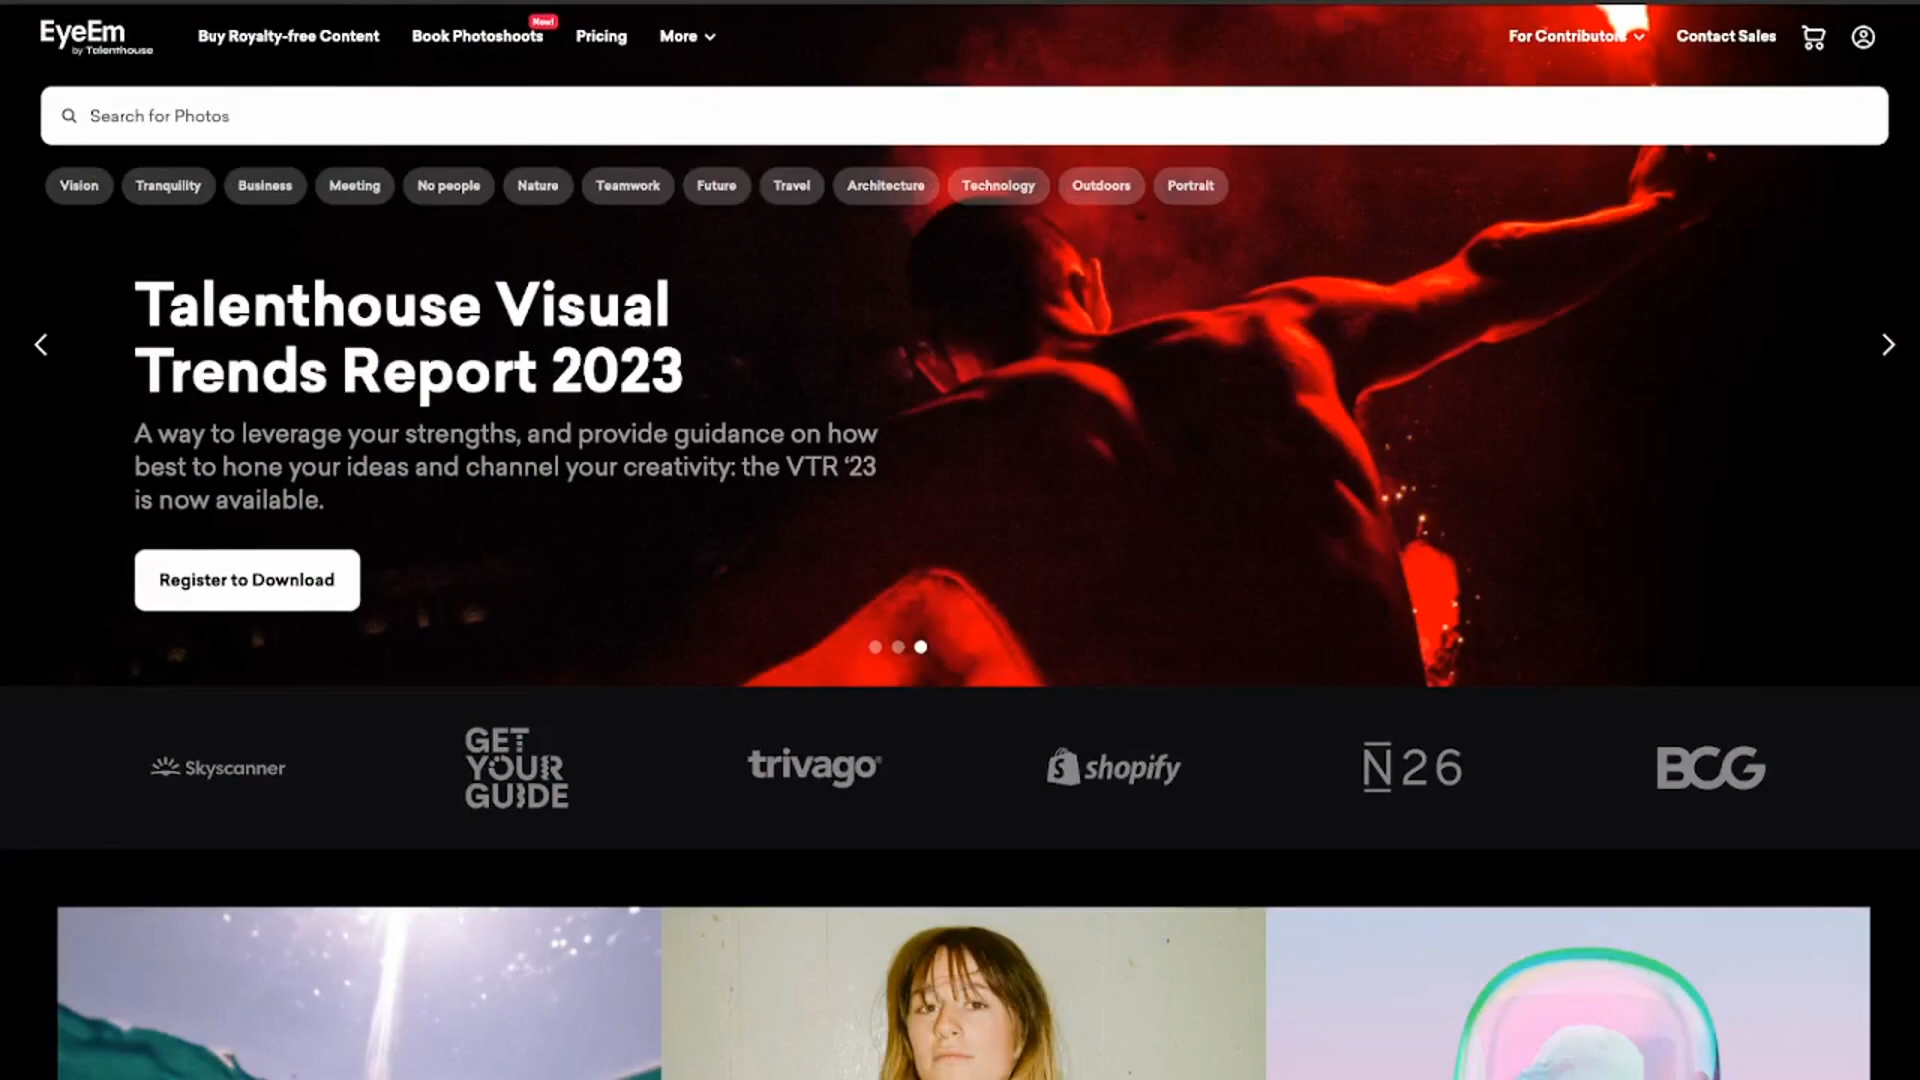 EyeEm
by Talenthouse
Buy Royalty-free Content
Book Photoshoots
New!
Pricing
More
For Contributors
Contact Sales
Search for Photos
Vision
Tranquility
Business
Meeting
No people
Nature
Teamwork
Future
Travel
Architecture
Technology
Outdoors
Portrait
Talenthouse Visual
Trends Report 2023
A way to leverage your strengths, and provide guidance on how
best to hone your ideas and channel your creativity: the VTR ‘23
is now available.
Register to Download
Skyscanner
GET
YOUR
GUIDE
trivago
shopify
N26
BCG